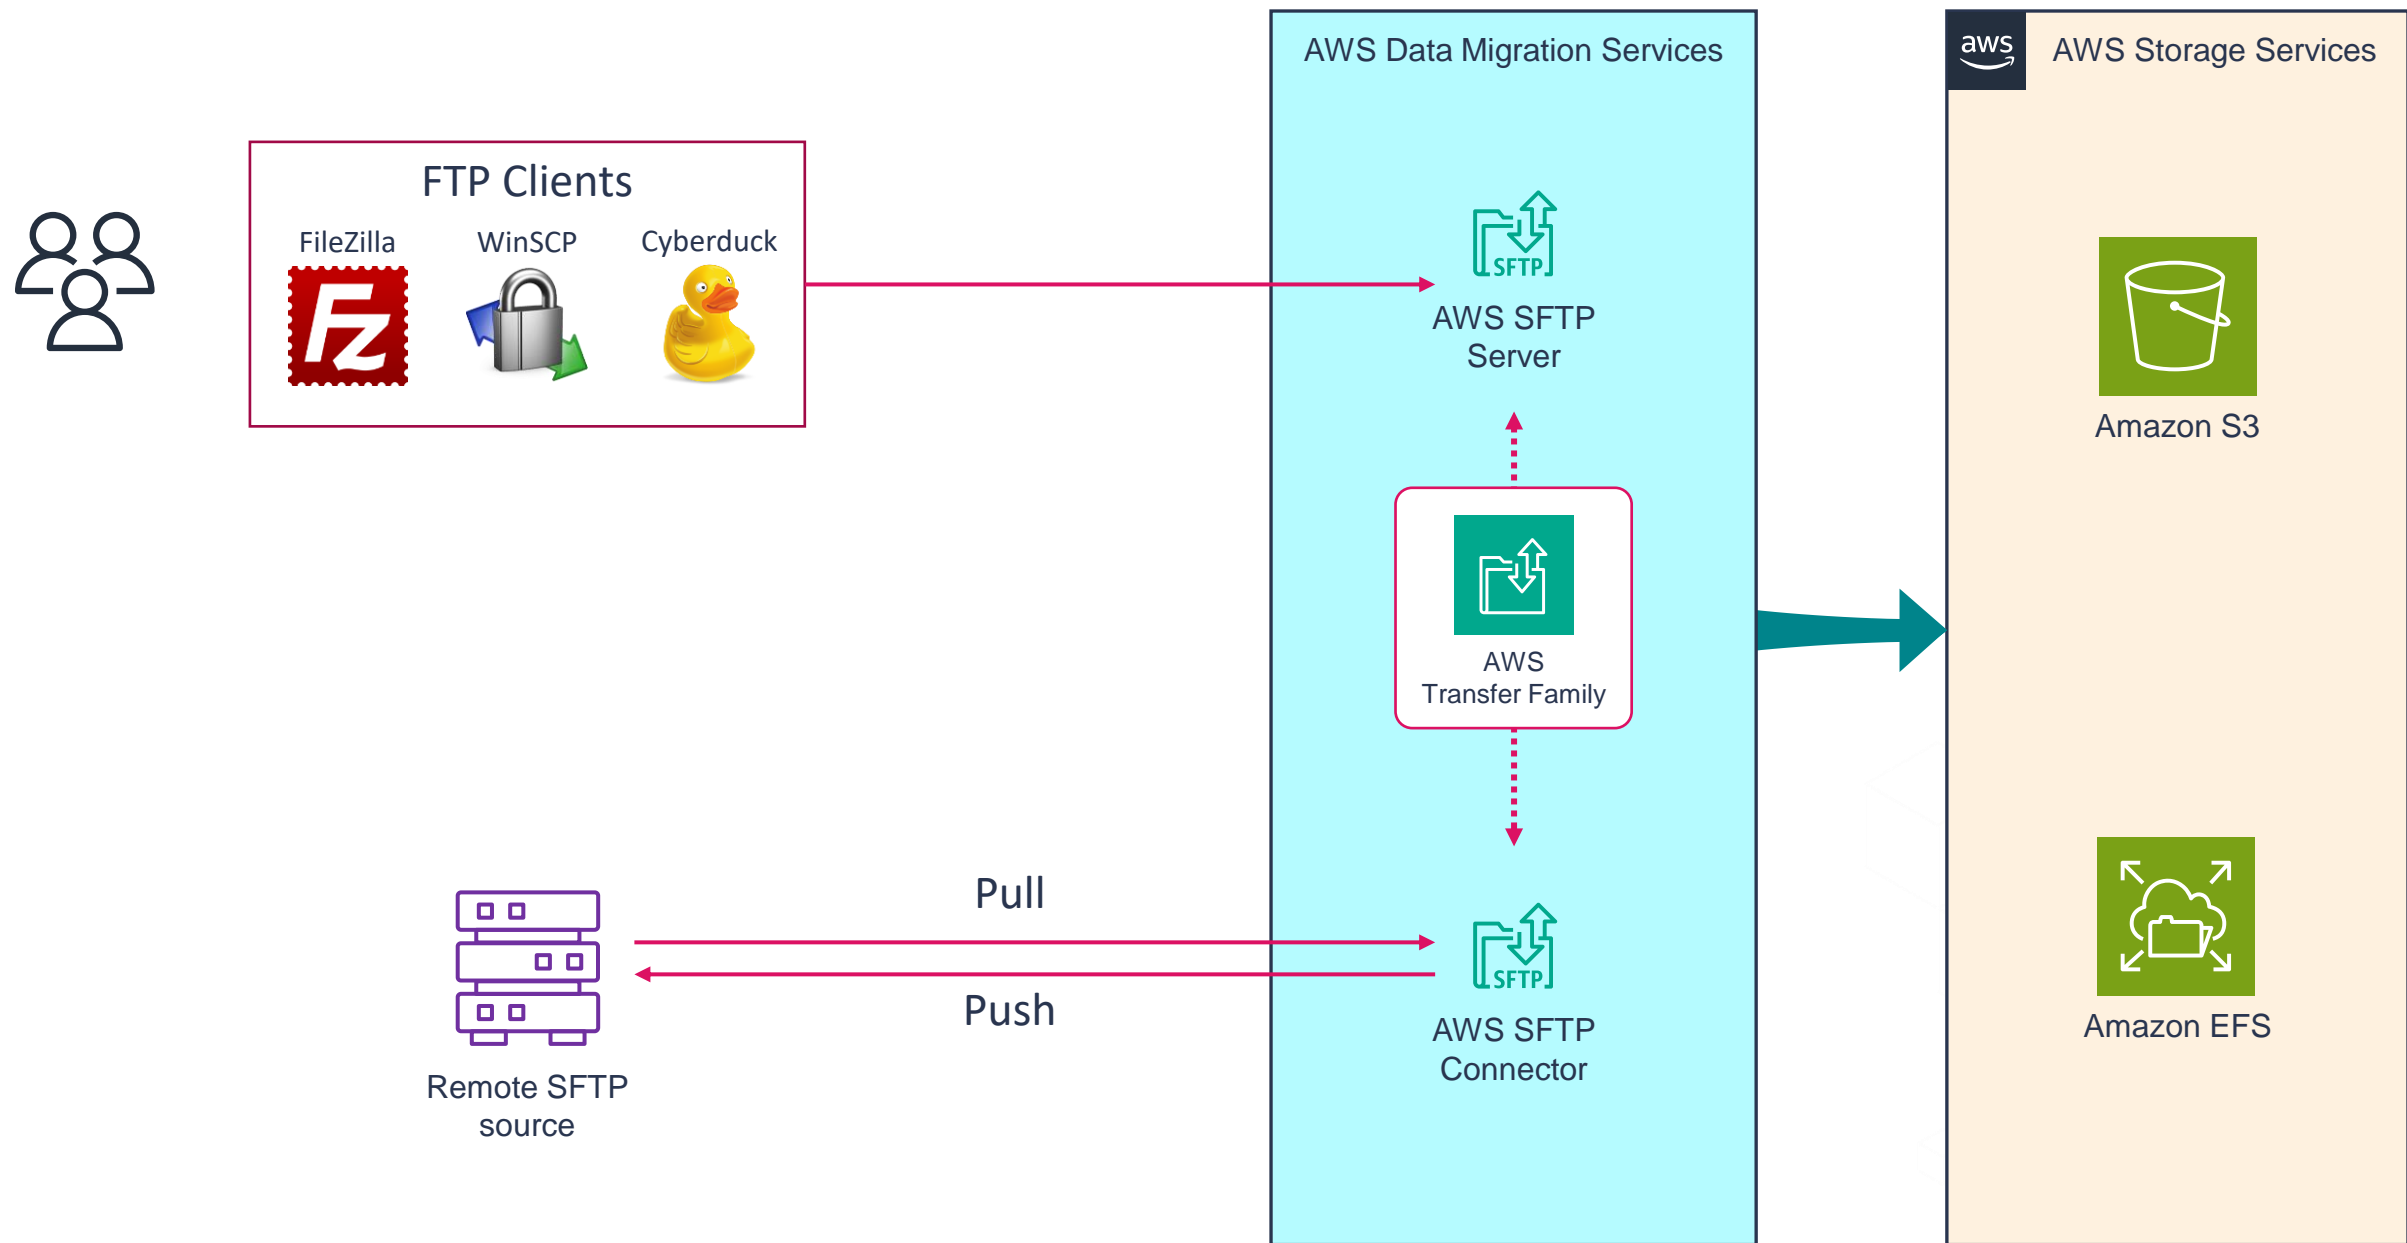 AWS Data Migration Services
aws
AWS Storage Services
FTP Clients
FileZilla
WinSCP
Cyberduck
Fz
SFTP
AWS SFTP
Server
Amazon S3
AWS
Transfer Family
Pull
Push
SFTP
AWS SFTP
Connector
Remote SFTP
source
Amazon EFS